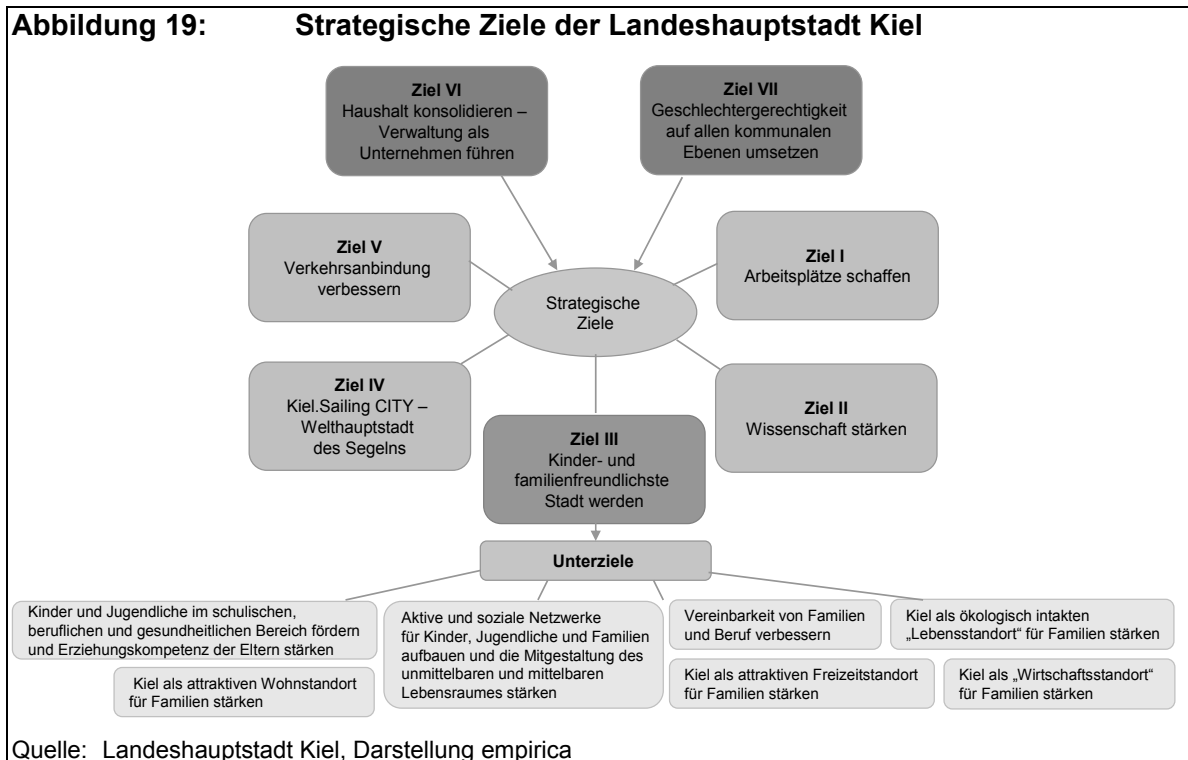 Abbildung 19: Strategische Ziele der Landeshauptstadt Kiel
Ziel VI
Haushalt konsolidieren –
Verwaltung als
Unternehmen führen
Ziel VII
Geschlechtergerechtigkeit
auf allen kommunalen
Ebenen umsetzen
Ziel V
Verkehrsanbindung
verbessern
Ziel I
Arbeitsplätze schaffen
Strategische
Ziele
Ziel IV
Kiel.Sailing CITY –
Welthauptstadt
des Segelns
Ziel II
Wissenschaft stärken
Ziel III
Kinder- und
familienfreundlichste
Stadt werden
Unterziele
Kinder und Jugendliche im schulischen,
beruflichen und gesundheitlichen Bereich fördern
und Erziehungskompetenz der Eltern stärken
Aktive und soziale Netzwerke
für Kinder, Jugendliche und Familien
aufbauen und die Mitgestaltung des
unmittelbaren und mittelbaren
Lebensraumes stärken
Vereinbarkeit von Familien
und Beruf verbessern
Kiel als ökologisch intakten
„Lebensstandort“ für Familien stärken
Kiel als attraktiven Wohnstandort
für Familien stärken
Kiel als attraktiven Freizeitstandort
für Familien stärken
Kiel als „Wirtschaftsstandort“
für Familien stärken
Quelle: Landeshauptstadt Kiel, Darstellung empirica